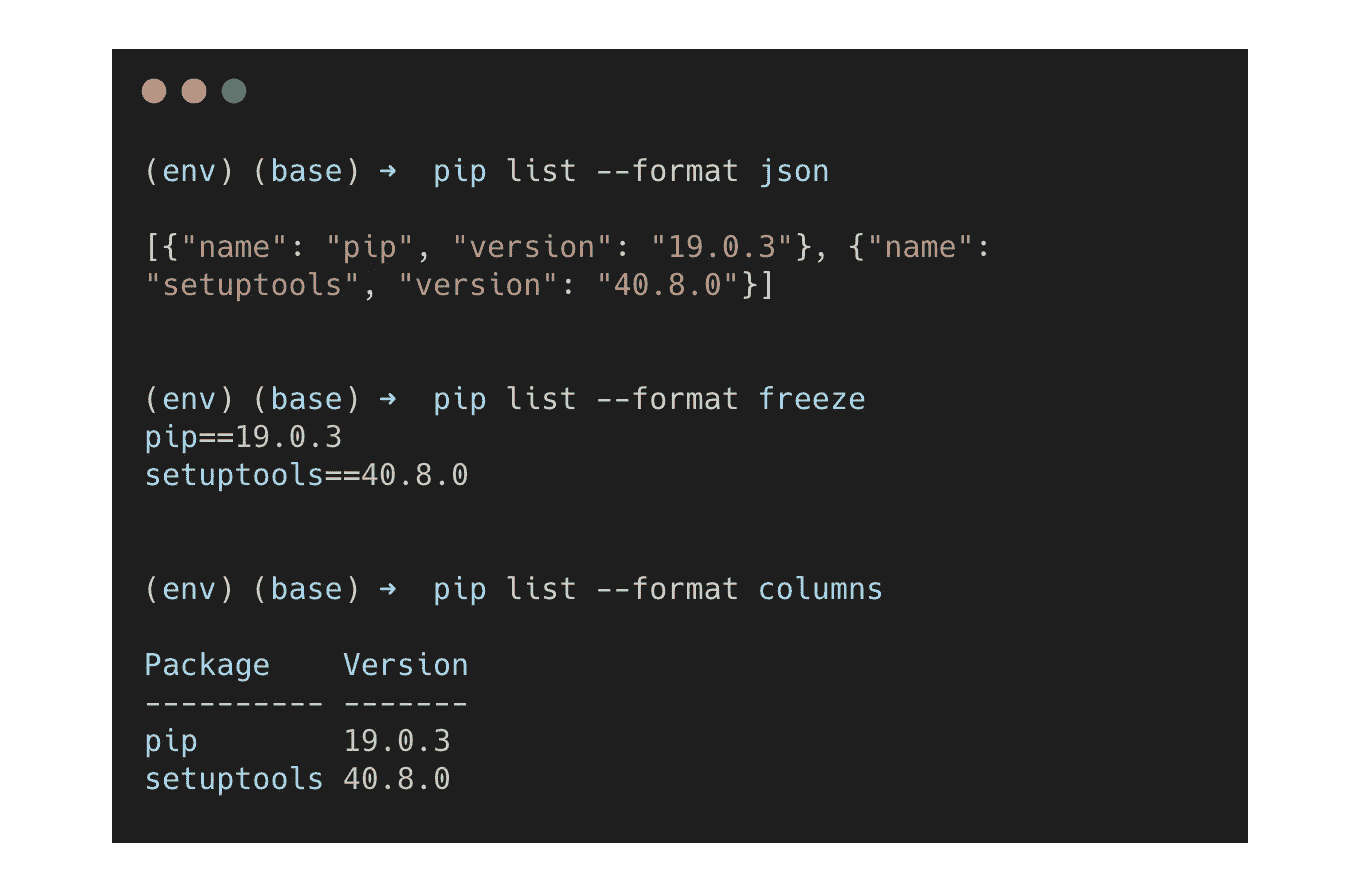 (env) (base) ➜  pip list --format json
[{"name": "pip", "version": "19.0.3"}, {"name":
"setuptools", "version": "40.8.0"}]
(env) (base) ➜  pip list --format freeze
pip==19.0.3
setuptools==40.8.0
(env) (base) ➜  pip list --format columns
Package    Version
---------- -------
pip        19.0.3
setuptools 40.8.0